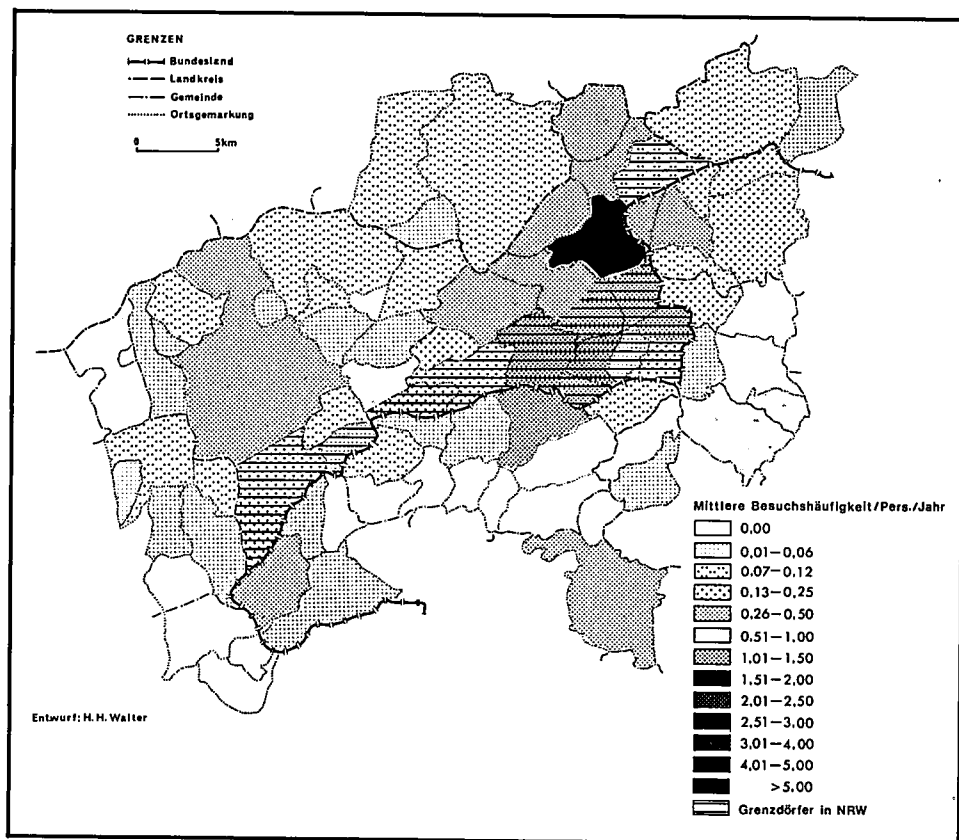 GRENZEN
Bundesland
Landkreis
Gemeinde
Ortsgemarkung
0 5km
Mittlere Besuchshäufigkeit/Pers./Jahr
0,00
0,01–0,06
0,07–0,12
0,13–0,25
0,26–0,50
0,51–1,00
1,01–1,50
1,51–2,00
2,01–2,50
2,51–3,00
3,01–4,00
4,01–5,00
>5,00
Grenzdörfer in NRW
Entwurf: H.H. Walter